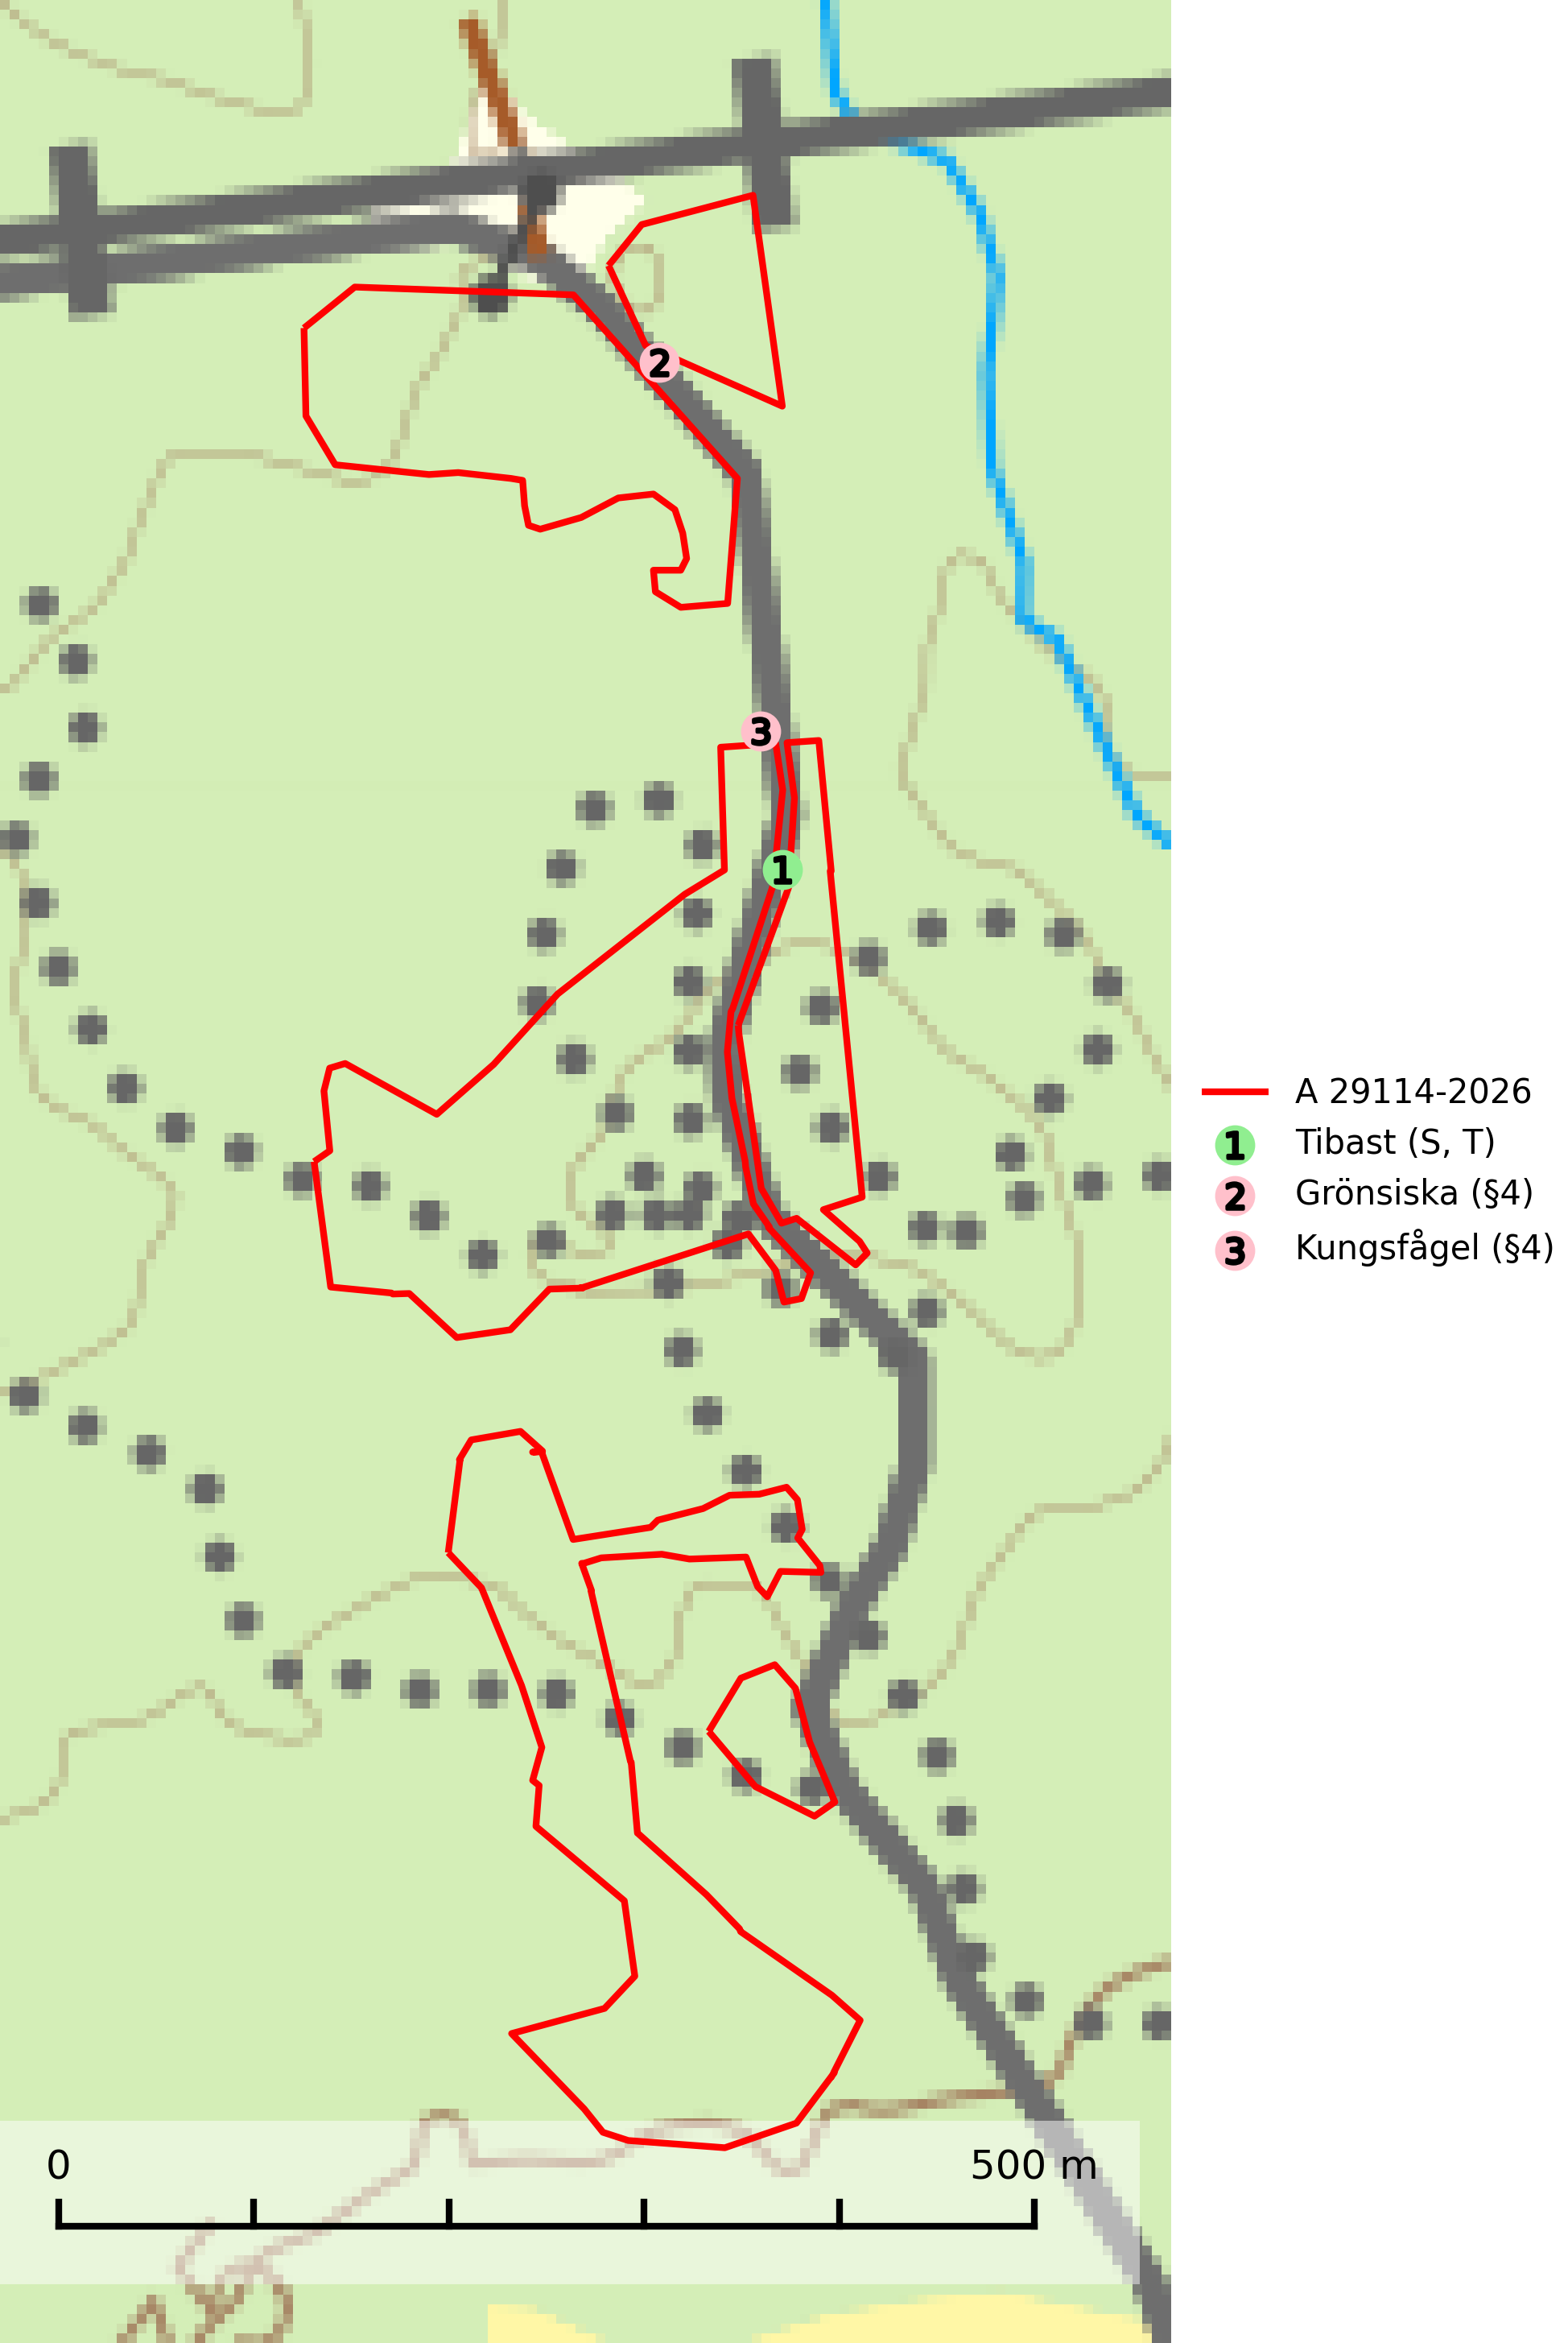 2
3
1
A 29114-2026
1 Tibast (S, T)
2 Grönsiska (§4)
3 Kungsfågel (§4)
0 500 m